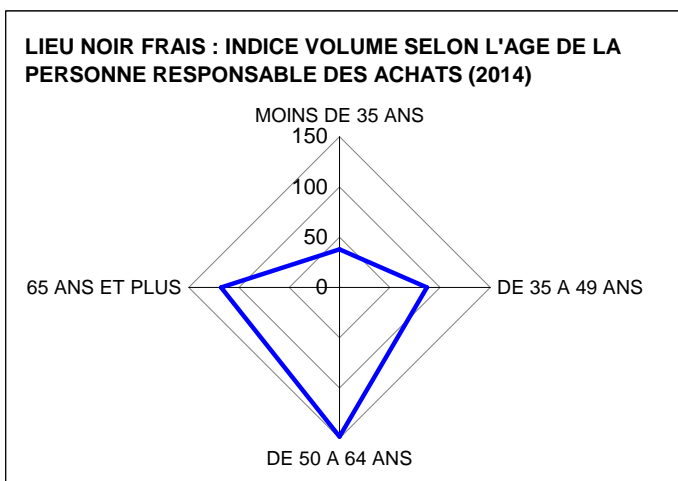 LIEU NOIR FRAIS : INDICE VOLUME SELON L'AGE DE LA
PERSONNE RESPONSABLE DES ACHATS (2014)
MOINS DE 35 ANS
150
100
50
65 ANS ET PLUS
0
DE 35 A 49 ANS
DE 50 A 64 ANS